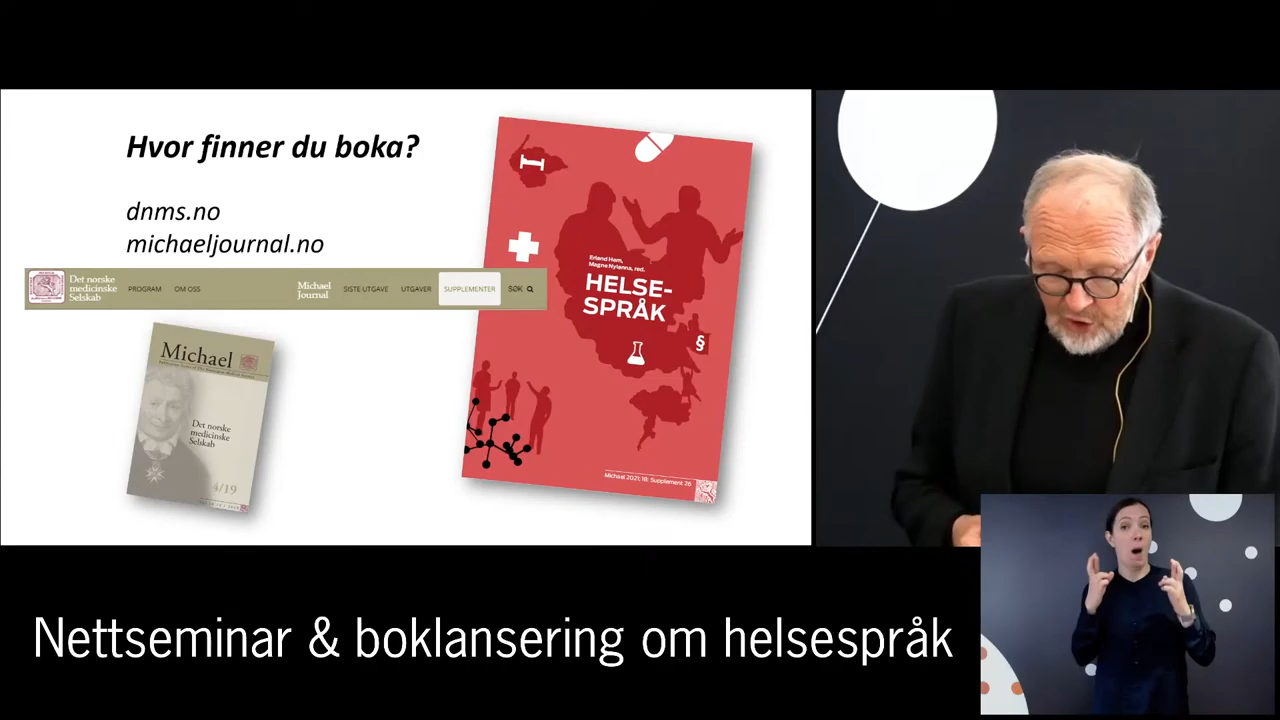 Hvor finner du boka?
dnms.no
michaeljournal.no
Det norske
medicinske
Selskab
PROGRAM
OM OSS
Michael
Journal
SISTE UTGAVE
UTGAVER
SUPPLEMENTER
SØK
Michael
Det norske
medicinske
Selskab
4/19
Erlend Hem,
Magne Nylenna, red.
HELSE-
SPRÅK
§
Michael 2021; 18: Supplement 26
Nettseminar & boklansering om helsespråk